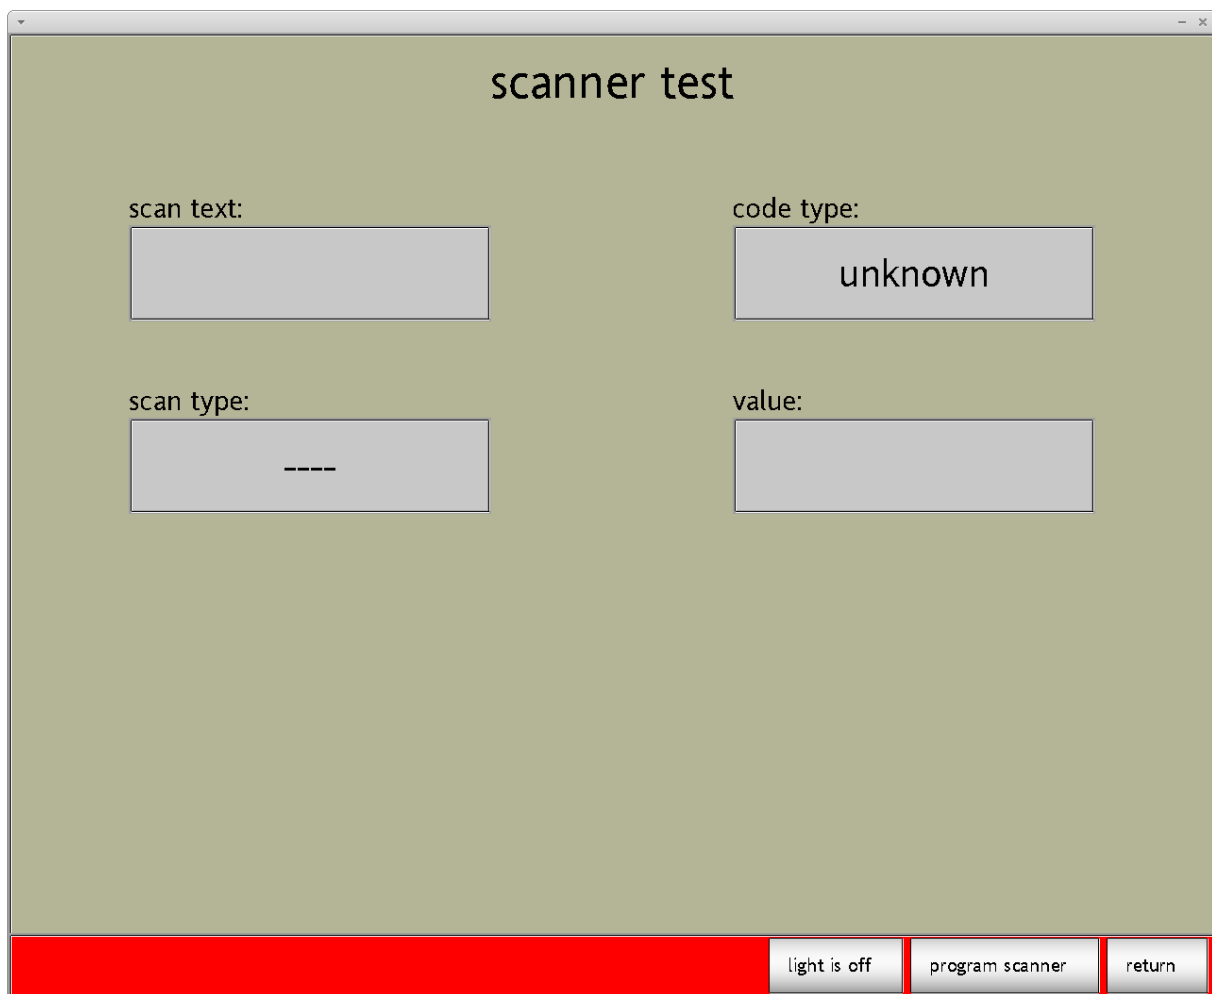 scanner test
scan text:
code type:
unknown
scan type:
value:
----
light is off
program scanner
return